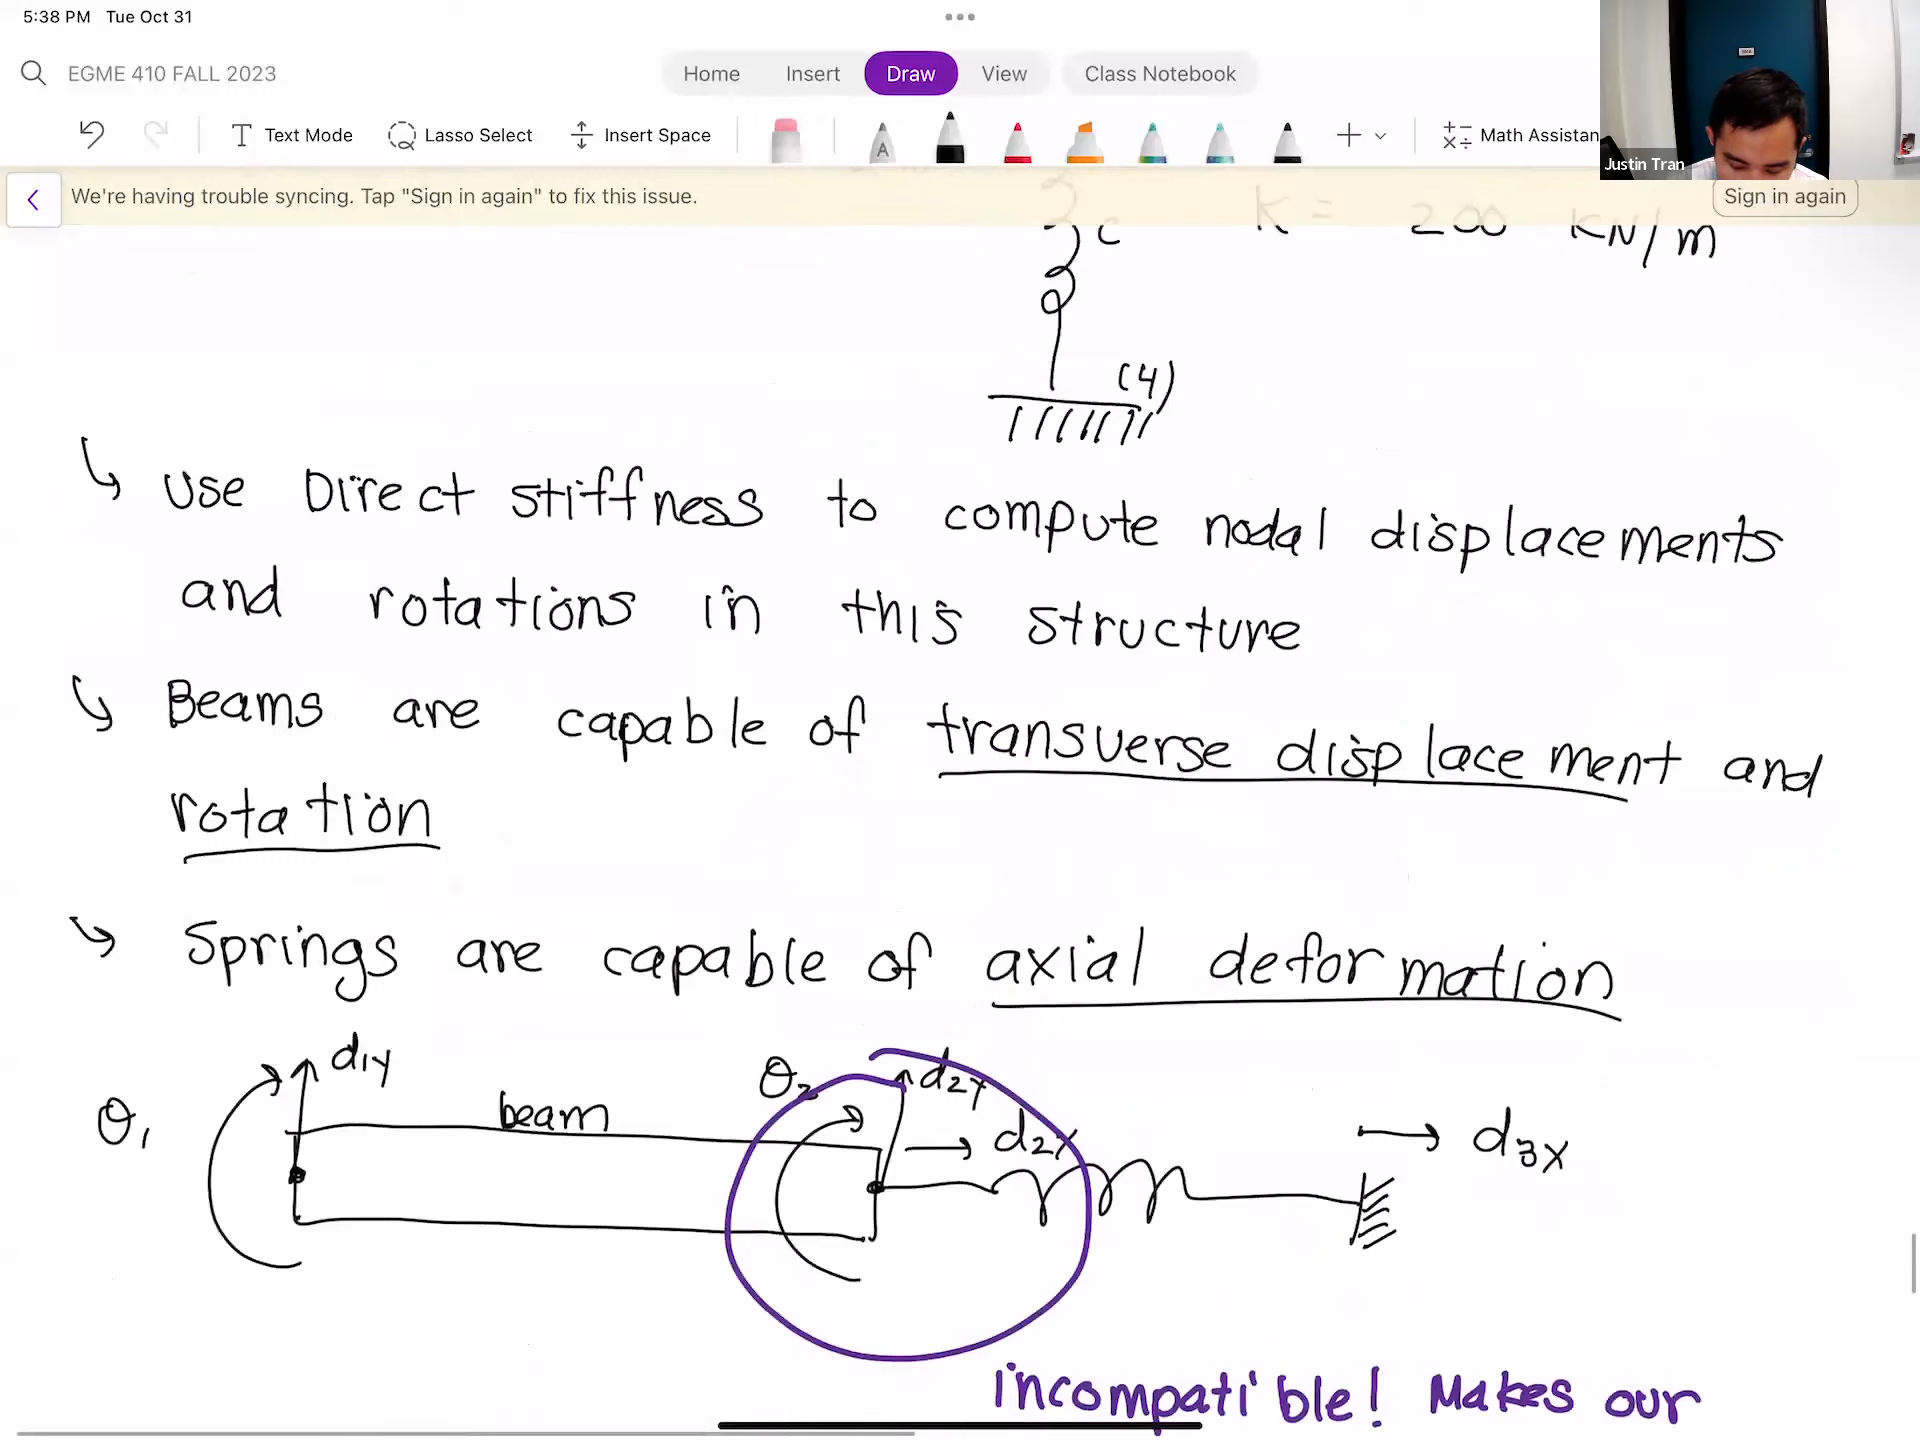 5:38 PM Tue Oct 31
EGME 410 FALL 2023
Home Insert Draw View Class Notebook
Text Mode Lasso Select Insert Space Math Assistan
Justin Tran
We're having trouble syncing. Tap "Sign in again" to fix this issue.
Sign in again
C K = 200 KN/m
(4)
Use Direct stiffness to compute nodal displacements
and rotations in this structure
Beams are capable of transverse displacement and
rotation
Springs are capable of axial deformation
θ1 d1y beam θ2 d2y d2x d3x
incompatible! Makes our